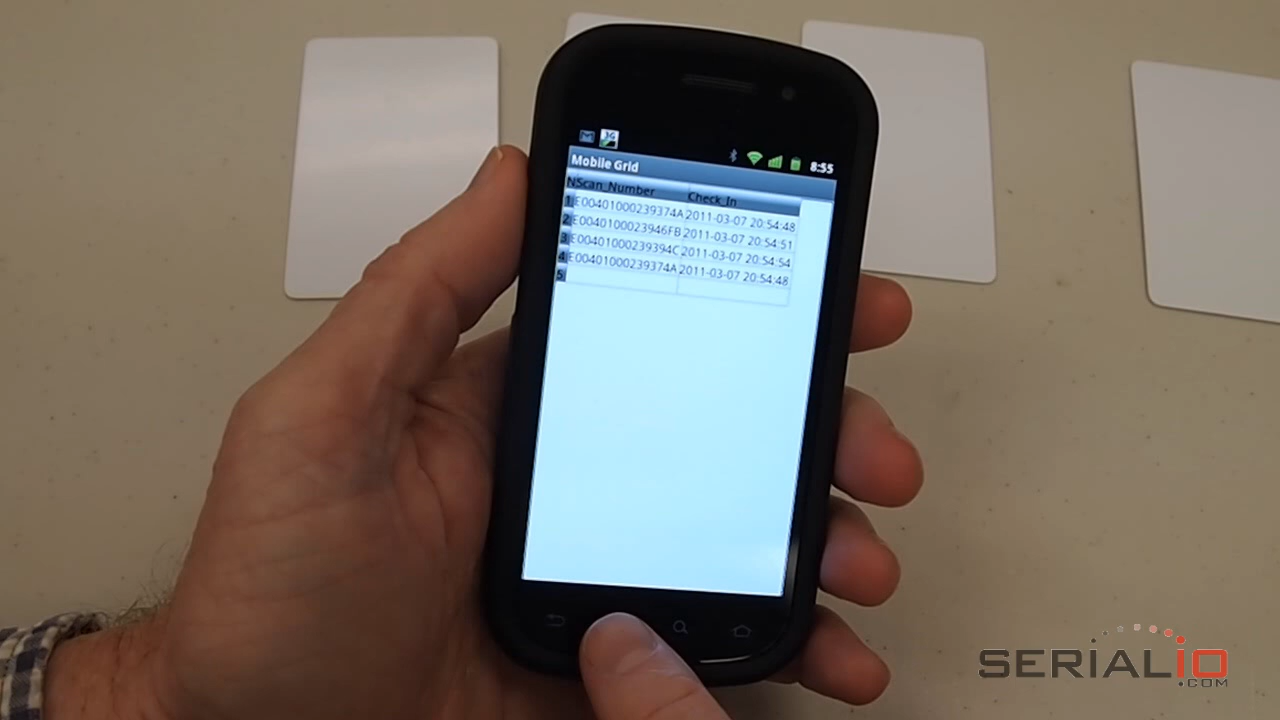 3G
8:55
Mobile Grid
N Scan_Number Check_In
1 E00401000239374A 2011-03-07 20:54:48
2 E0040100023946FB 2011-03-07 20:54:51
3 E00401000239394C 2011-03-07 20:54:54
4 E00401000239374A 2011-03-07 20:54:48
5
SERIALIO
.COM